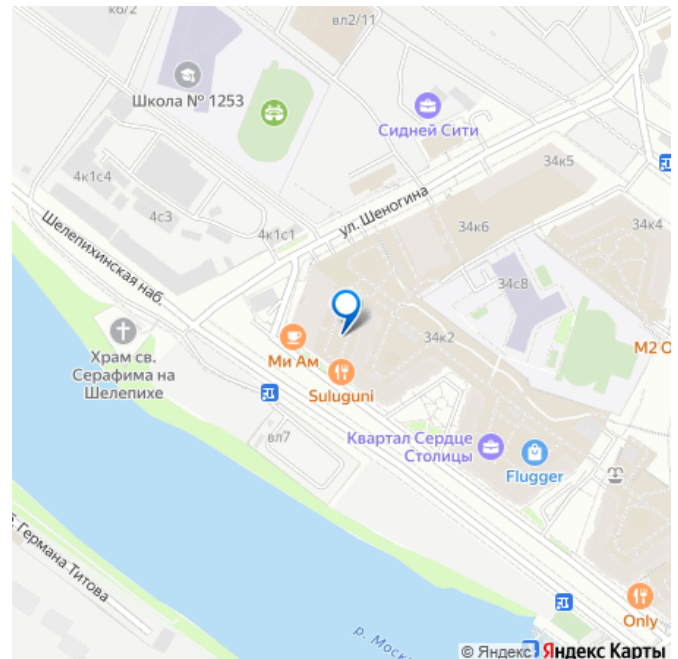 к6/2
вл2/11
Школа № 1253
Сидней Сити
34к5
4к1с4
4с3
ул. Шеногина
34к6
34к4
4к1с1
Шелепихинская наб.
34с8
34к2
Ми Ам
М2 О
Храм св.
Серафима на
Шелепихе
Suluguni
вл7
Квартал Сердце
Столицы
Flugger
Германа Титова
Only
р. Моск
© Яндекс
Яндекс Карты